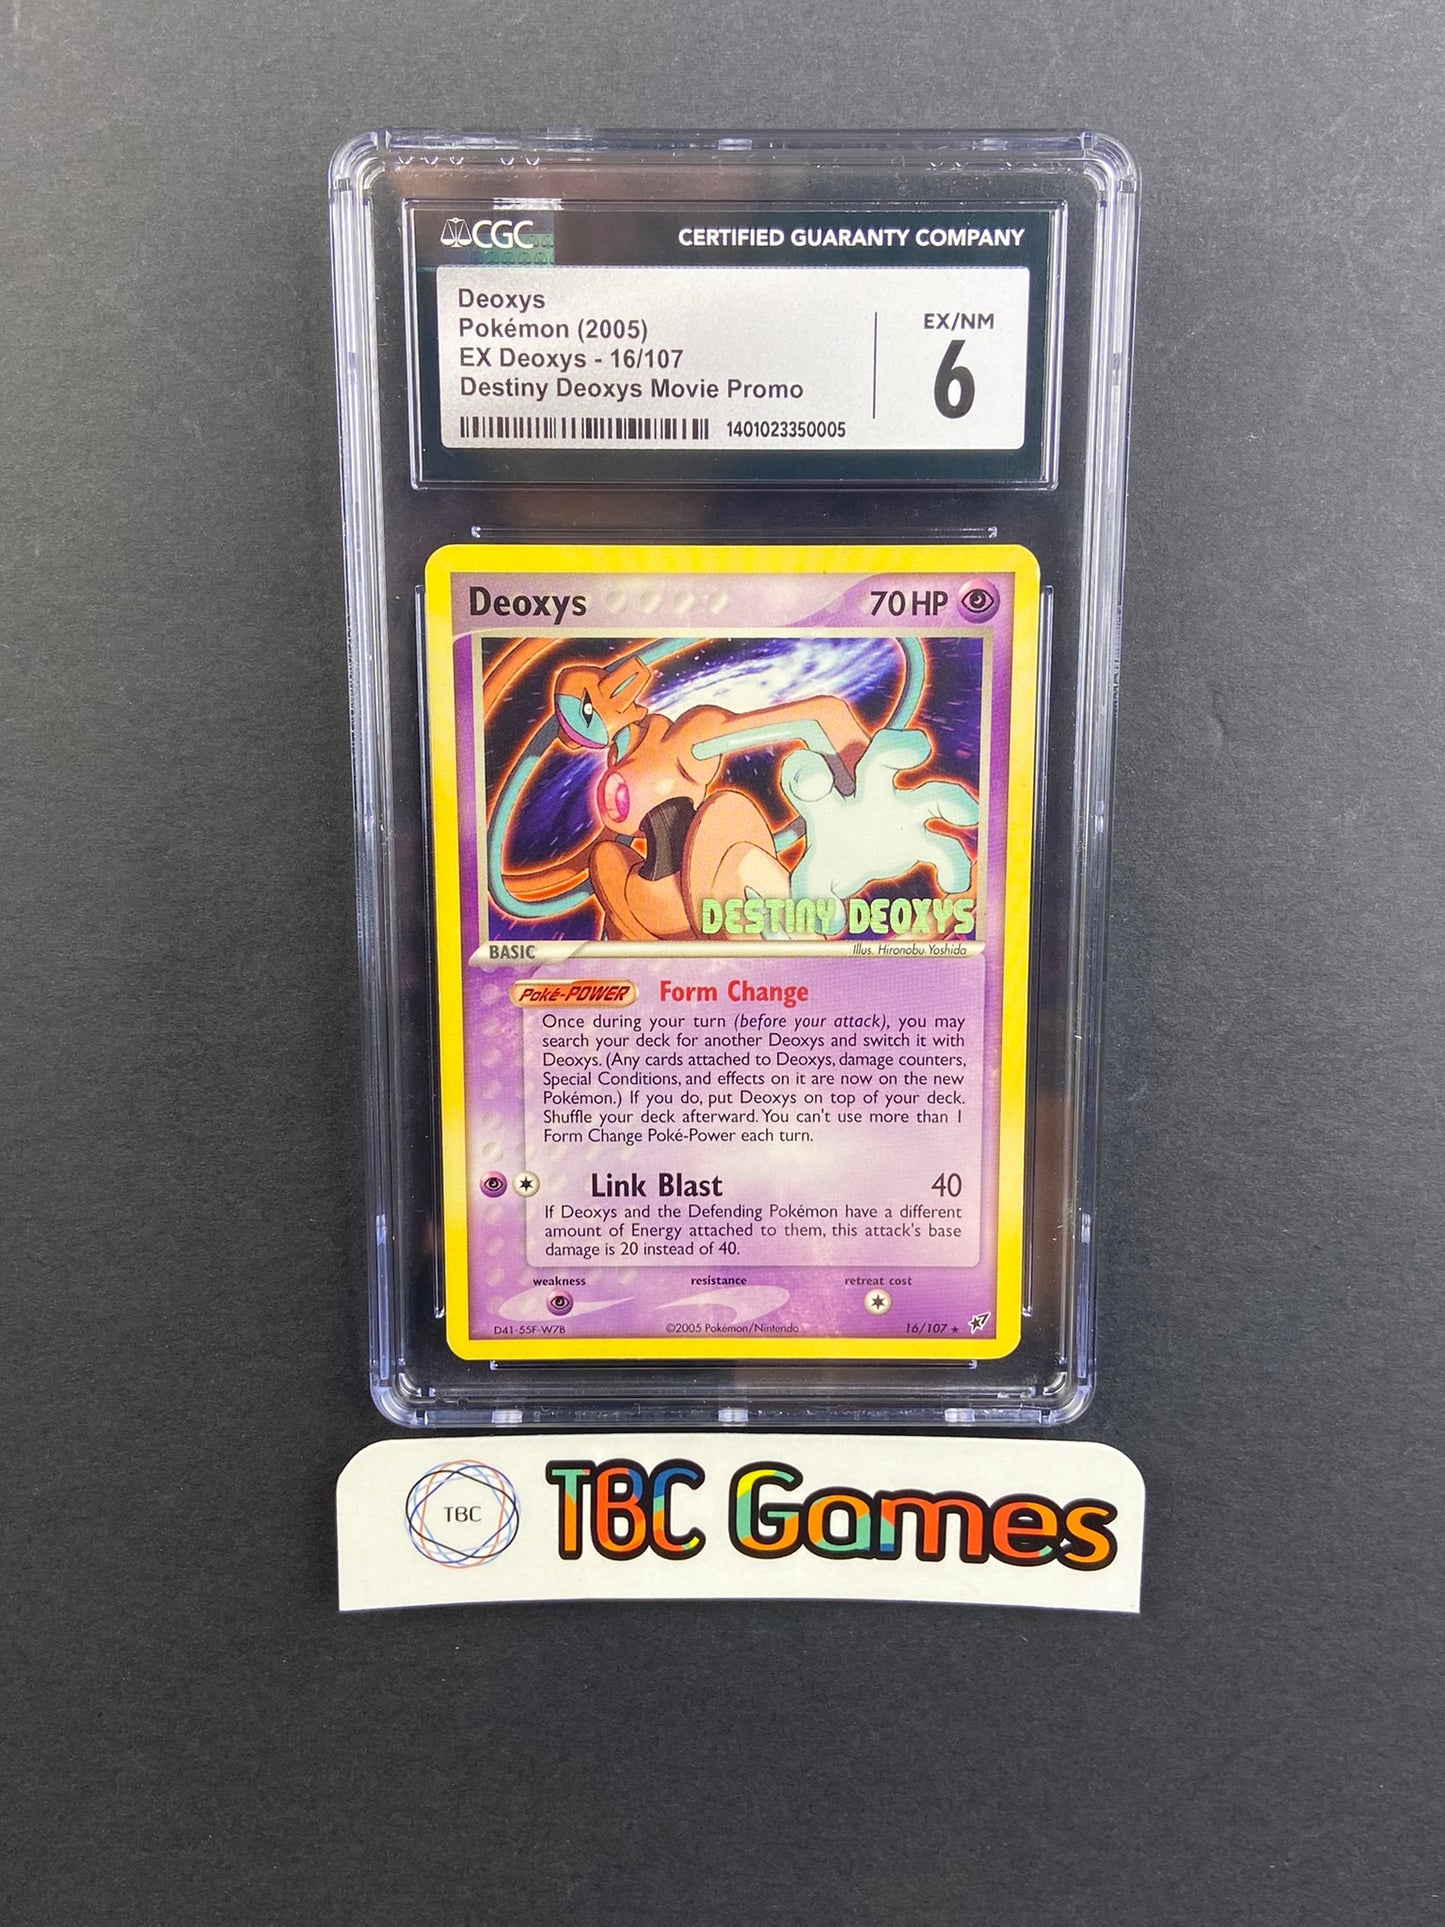 CGC
CERTIFIED GUARANTY COMPANY
Deoxys
Pokémon (2005)
EX Deoxys - 16/107
Destiny Deoxys Movie Promo
1401023350005
EX/NM
6
Deoxys
70 HP
DESTINY DEOXYS
BASIC
Illus. Hironobu Yoshida
Poké-POWER Form Change
Once during your turn (before your attack), you may
search your deck for another Deoxys and switch it with
Deoxys. (Any cards attached to Deoxys, damage counters,
Special Conditions, and effects on it are now on the new
Pokémon.) If you do, put Deoxys on top of your deck.
Shuffle your deck afterward. You can't use more than 1
Form Change Poké-Power each turn.
Link Blast 40
If Deoxys and the Defending Pokémon have a different
amount of Energy attached to them, this attack's base
damage is 20 instead of 40.
weakness resistance retreat cost
D41-55F-W7B ©2005 Pokémon/Nintendo 16/107 ★
TBC
TBC Games